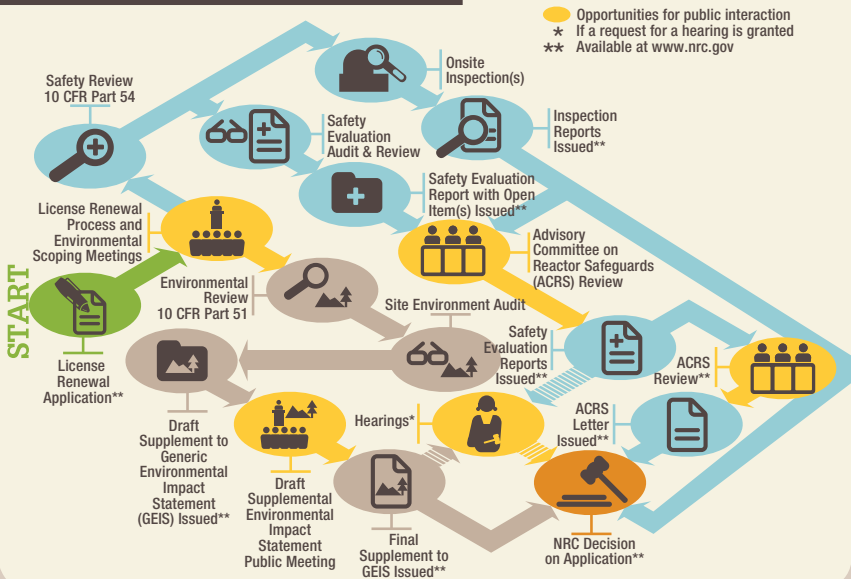 Opportunities for public interaction
* If a request for a hearing is granted
** Available at www.nrc.gov
Onsite
Inspection(s)
Safety Review
10 CFR Part 54
Safety
Evaluation
Audit & Review
Inspection
Reports
Issued**
Safety Evaluation
Report with Open
Item(s) Issued**
License Renewal
Process and
Environmental
Scoping Meetings
Advisory
Committee on
Reactor Safeguards
(ACRS) Review
START
Environmental
Review
10 CFR Part 51
Site Environment Audit
Safety
Evaluation
Reports
Issued**
License
Renewal
Application**
ACRS
Review**
Draft
Supplement to
Generic
Environmental
Impact
Statement
(GEIS) Issued**
Hearings*
ACRS
Letter
Issued**
Draft
Supplemental
Environmental
Impact
Statement
Public Meeting
Final
Supplement to
GEIS Issued**
NRC Decision
on Application**